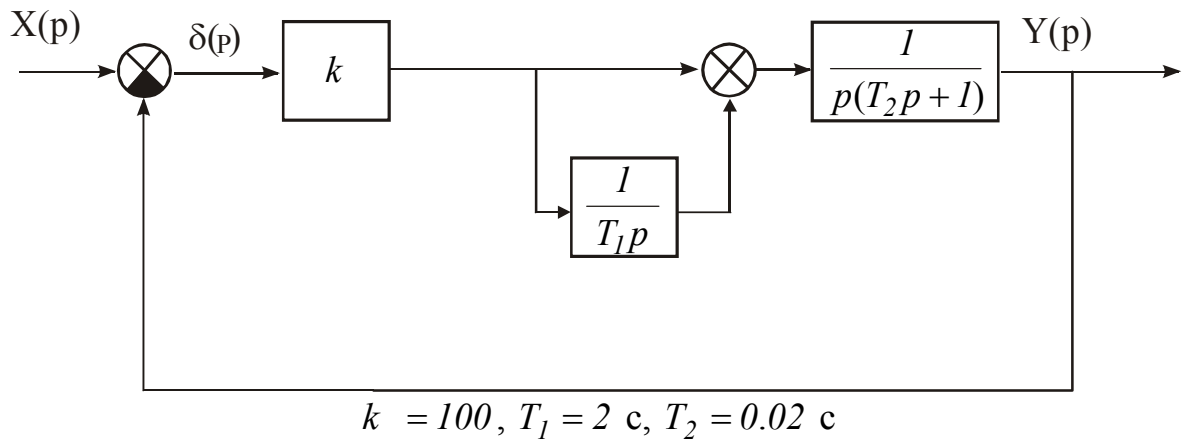 X(p)
δ(p)
k
1
p(T₂p + 1)
Y(p)
1
T₁p
k = 100, T₁ = 2 c, T₂ = 0.02 c